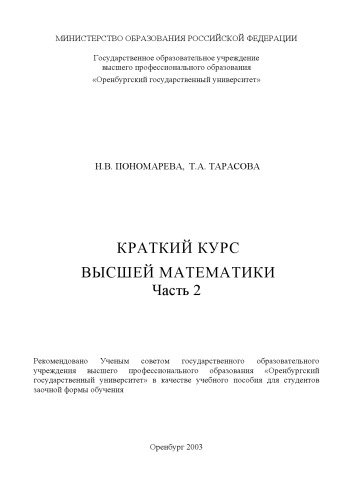 МИНИСТЕРСТВО ОБРАЗОВАНИЯ РОССИЙСКОЙ ФЕДЕРАЦИИ
Государственное образовательное учреждение
высшего профессионального образования
«Оренбургский государственный университет»
Н.В. ПОНОМАРЕВА, Т.А. ТАРАСОВА
КРАТКИЙ КУРС
ВЫСШЕЙ МАТЕМАТИКИ
Часть 2
Рекомендовано Ученым советом государственного образовательного
учреждения высшего профессионального образования «Оренбургский
государственный университет» в качестве учебного пособия для студентов
заочной формы обучения
Оренбург 2003